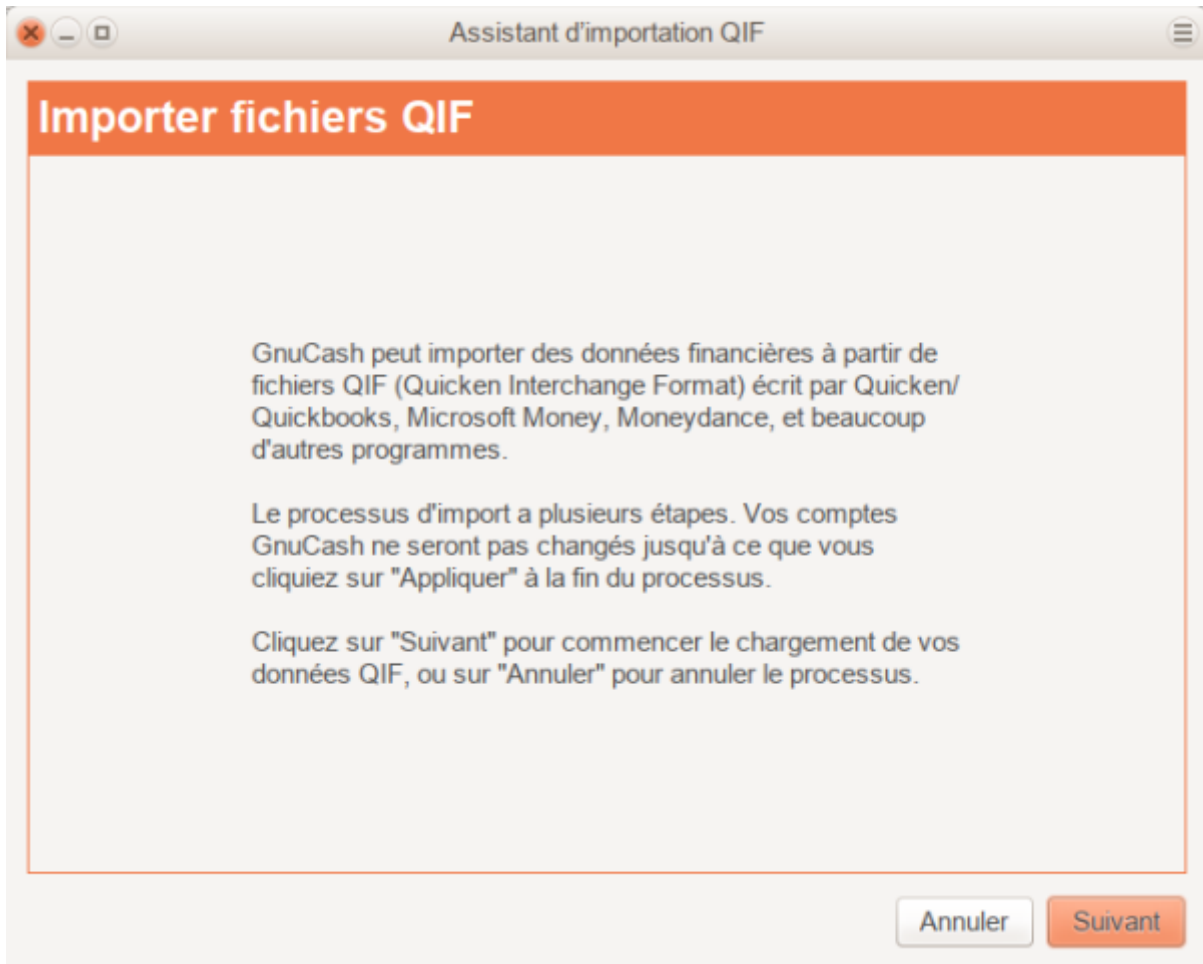 Assistant d'importation QIF
Importer fichiers QIF
GnuCash peut importer des données financières à partir de
fichiers QIF (Quicken Interchange Format) écrit par Quicken/
Quickbooks, Microsoft Money, Moneydance, et beaucoup
d'autres programmes.
Le processus d'import a plusieurs étapes. Vos comptes
GnuCash ne seront pas changés jusqu'à ce que vous
cliquiez sur "Appliquer" à la fin du processus.
Cliquez sur "Suivant" pour commencer le chargement de vos
données QIF, ou sur "Annuler" pour annuler le processus.
Annuler
Suivant